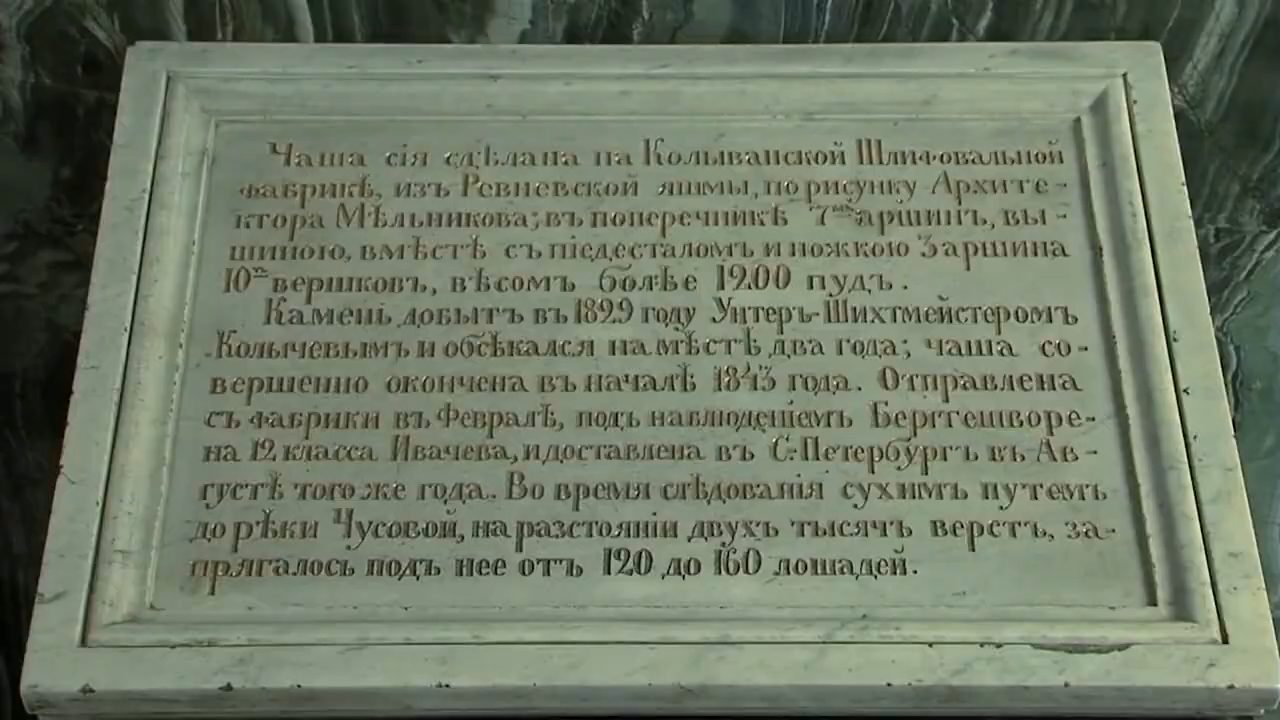 Чаша сія сдѣлана на Колыванской Шлифовальной
фабрикѣ, изъ Ревневской яшмы, по рисунку Архите-
ктора Мѣльникова; въ поперечникѣ 7ми аршинъ, вы-
шиною, вмѣстѣ съ піедесталомъ и ножкою 3 аршина
10ть вершковъ, вѣсомъ болѣе 1200 пудъ.
Камень добытъ въ 1829 году Унтеръ-Шихтмейстеромъ
Колычевымъ и обсѣкался на мѣстѣ два года; чаша со-
вершенно окончена въ началѣ 1843 года. Отправлена
съ фабрики въ Февралѣ, подъ наблюденіемъ Берггешворе-
на 12 класса Ивачева, и доставлена въ С.-Петербургъ въ Ав-
густѣ того же года. Во время слѣдованія сухимъ путемъ
до рѣки Чусовой, на разстояніи двухъ тысячъ верстъ, за-
прягалось подъ нее отъ 120 до 160 лошадей.